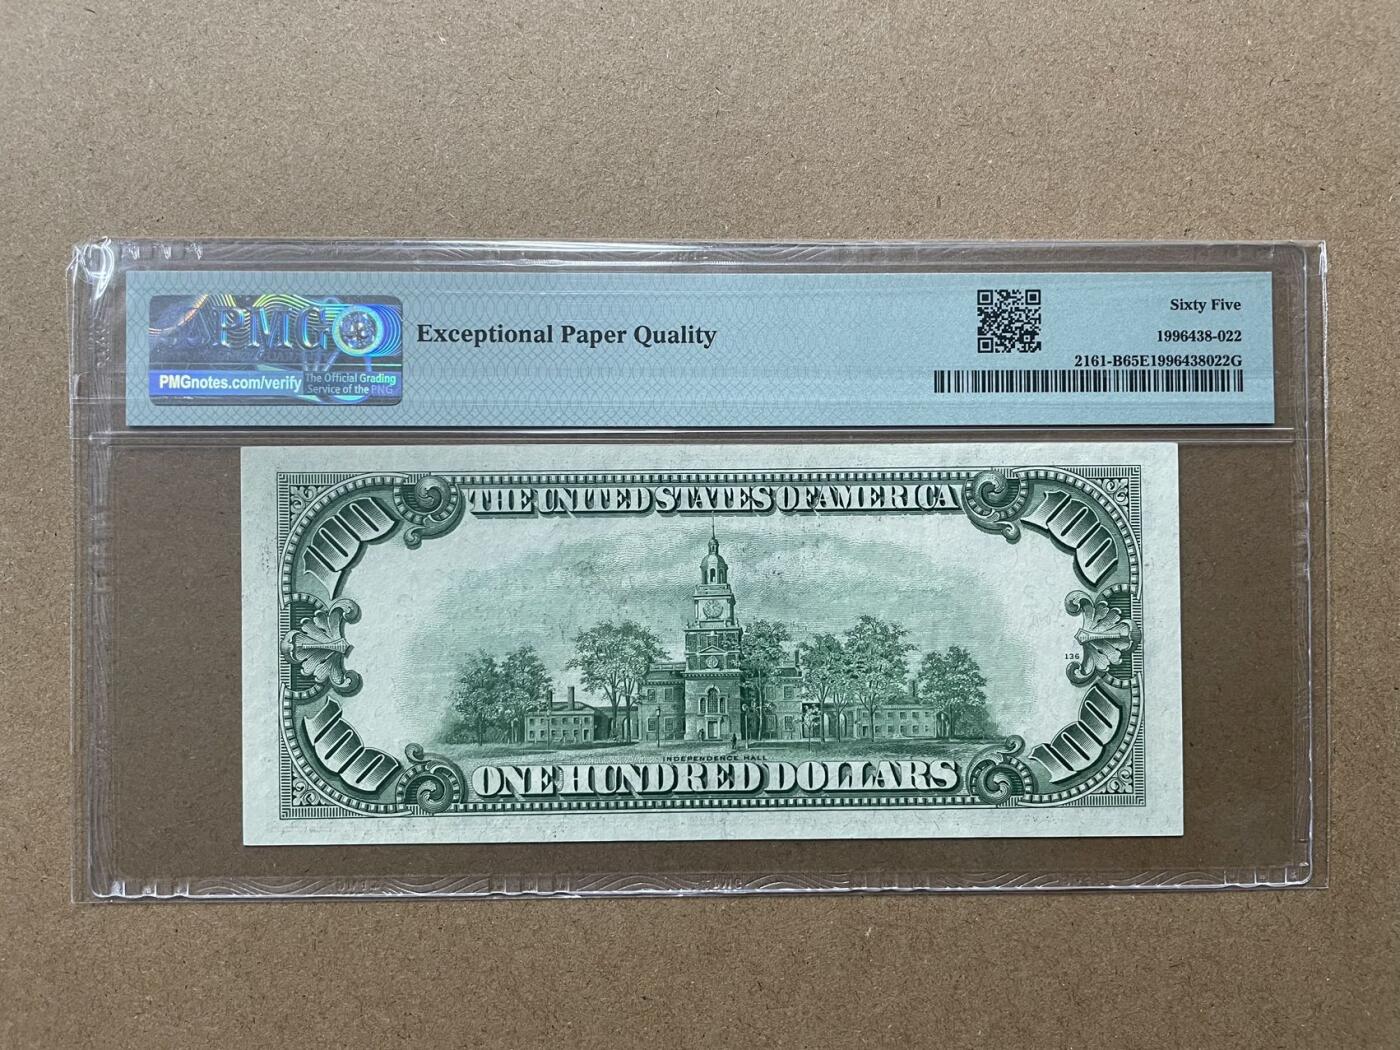 PMG
PMGnotes.com/verify
The Official Grading
Service of the PNG
Exceptional Paper Quality
Sixty Five
1996438-022
2161-B65E1996438022G
THE UNITED STATES OF AMERICA
100
100
136
100
100
INDEPENDENCE HALL
ONE HUNDRED DOLLARS